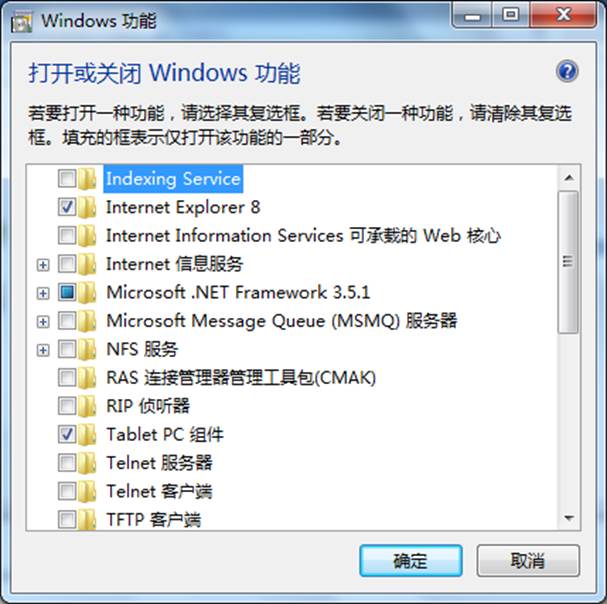 Windows 功能
打开或关闭 Windows 功能
若要打开一种功能，请选择其复选框。若要关闭一种功能，请清除其复选
框。填充的框表示仅打开该功能的一部分。
Indexing Service
Internet Explorer 8
Internet Information Services 可承载的 Web 核心
Internet 信息服务
Microsoft .NET Framework 3.5.1
Microsoft Message Queue (MSMQ) 服务器
NFS 服务
RAS 连接管理器管理工具包(CMAK)
RIP 侦听器
Tablet PC 组件
Telnet 服务器
Telnet 客户端
TFTP 客户端
确定
取消